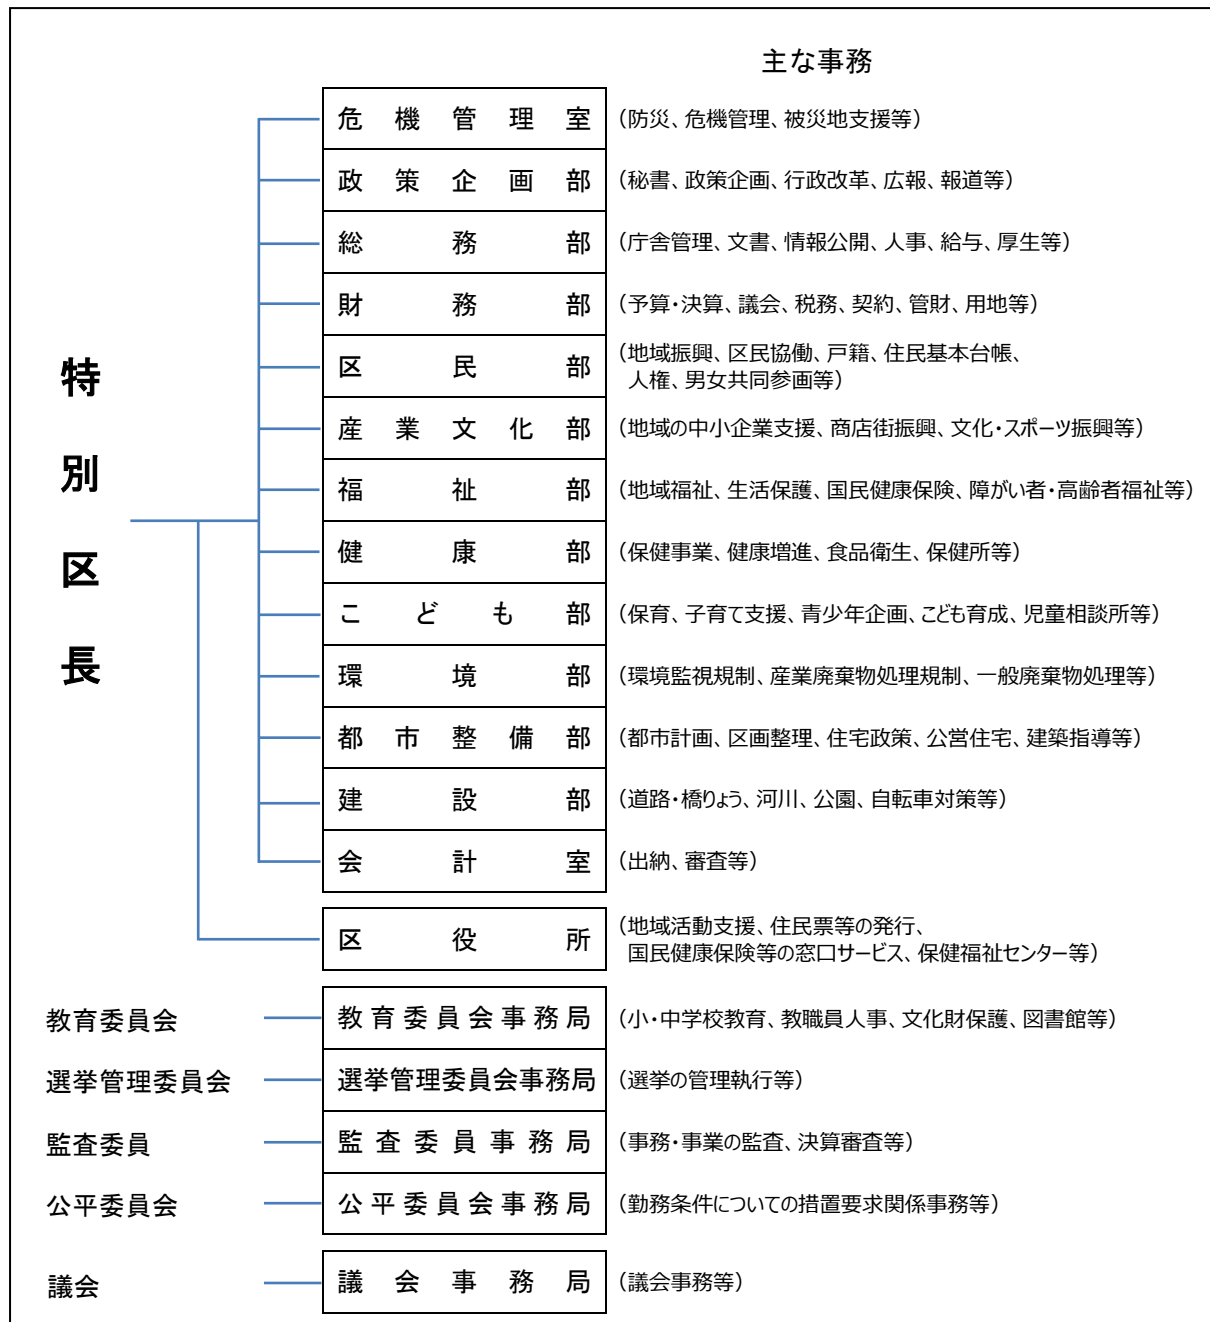 主な事務
特別区長
危機管理室 (防災、危機管理、被災地支援等)
政策企画部 (秘書、政策企画、行政改革、広報、報道等)
総務部 (庁舎管理、文書、情報公開、人事、給与、厚生等)
財務部 (予算・決算、議会、税務、契約、管財、用地等)
区民部 (地域振興、区民協働、戸籍、住民基本台帳、
人権、男女共同参画等)
産業文化部 (地域の中小企業支援、商店街振興、文化・スポーツ振興等)
福祉部 (地域福祉、生活保護、国民健康保険、障がい者・高齢者福祉等)
健康部 (保健事業、健康増進、食品衛生、保健所等)
こども部 (保育、子育て支援、青少年企画、こども育成、児童相談所等)
環境部 (環境監視規制、産業廃棄物処理規制、一般廃棄物処理等)
都市整備部 (都市計画、区画整理、住宅政策、公営住宅、建築指導等)
建設部 (道路・橋りょう、河川、公園、自転車対策等)
会計室 (出納、審査等)
区役所 (地域活動支援、住民票等の発行、
国民健康保険等の窓口サービス、保健福祉センター等)
教育委員会 教育委員会事務局 (小・中学校教育、教職員人事、文化財保護、図書館等)
選挙管理委員会 選挙管理委員会事務局 (選挙の管理執行等)
監査委員 監査委員事務局 (事務・事業の監査、決算審査等)
公平委員会 公平委員会事務局 (勤務条件についての措置要求関係事務等)
議会 議会事務局 (議会事務等)